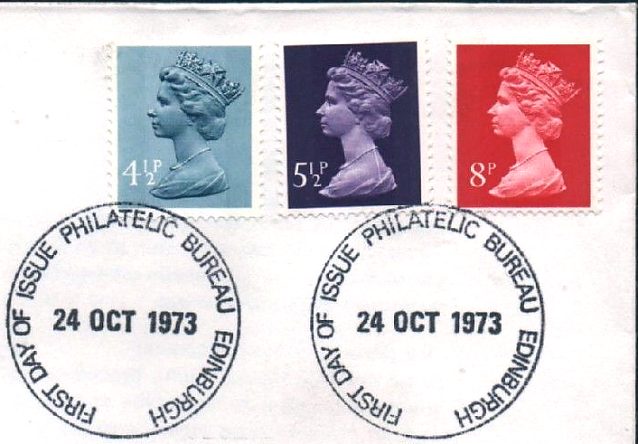 4½P
5½P
8P
FIRST DAY OF ISSUE PHILATELIC BUREAU EDINBURGH
24 OCT 1973
FIRST DAY OF ISSUE PHILATELIC BUREAU EDINBURGH
24 OCT 1973